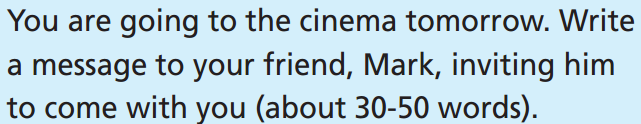 You are going to the cinema tomorrow. Write
a message to your friend, Mark, inviting him
to come with you (about 30-50 words).